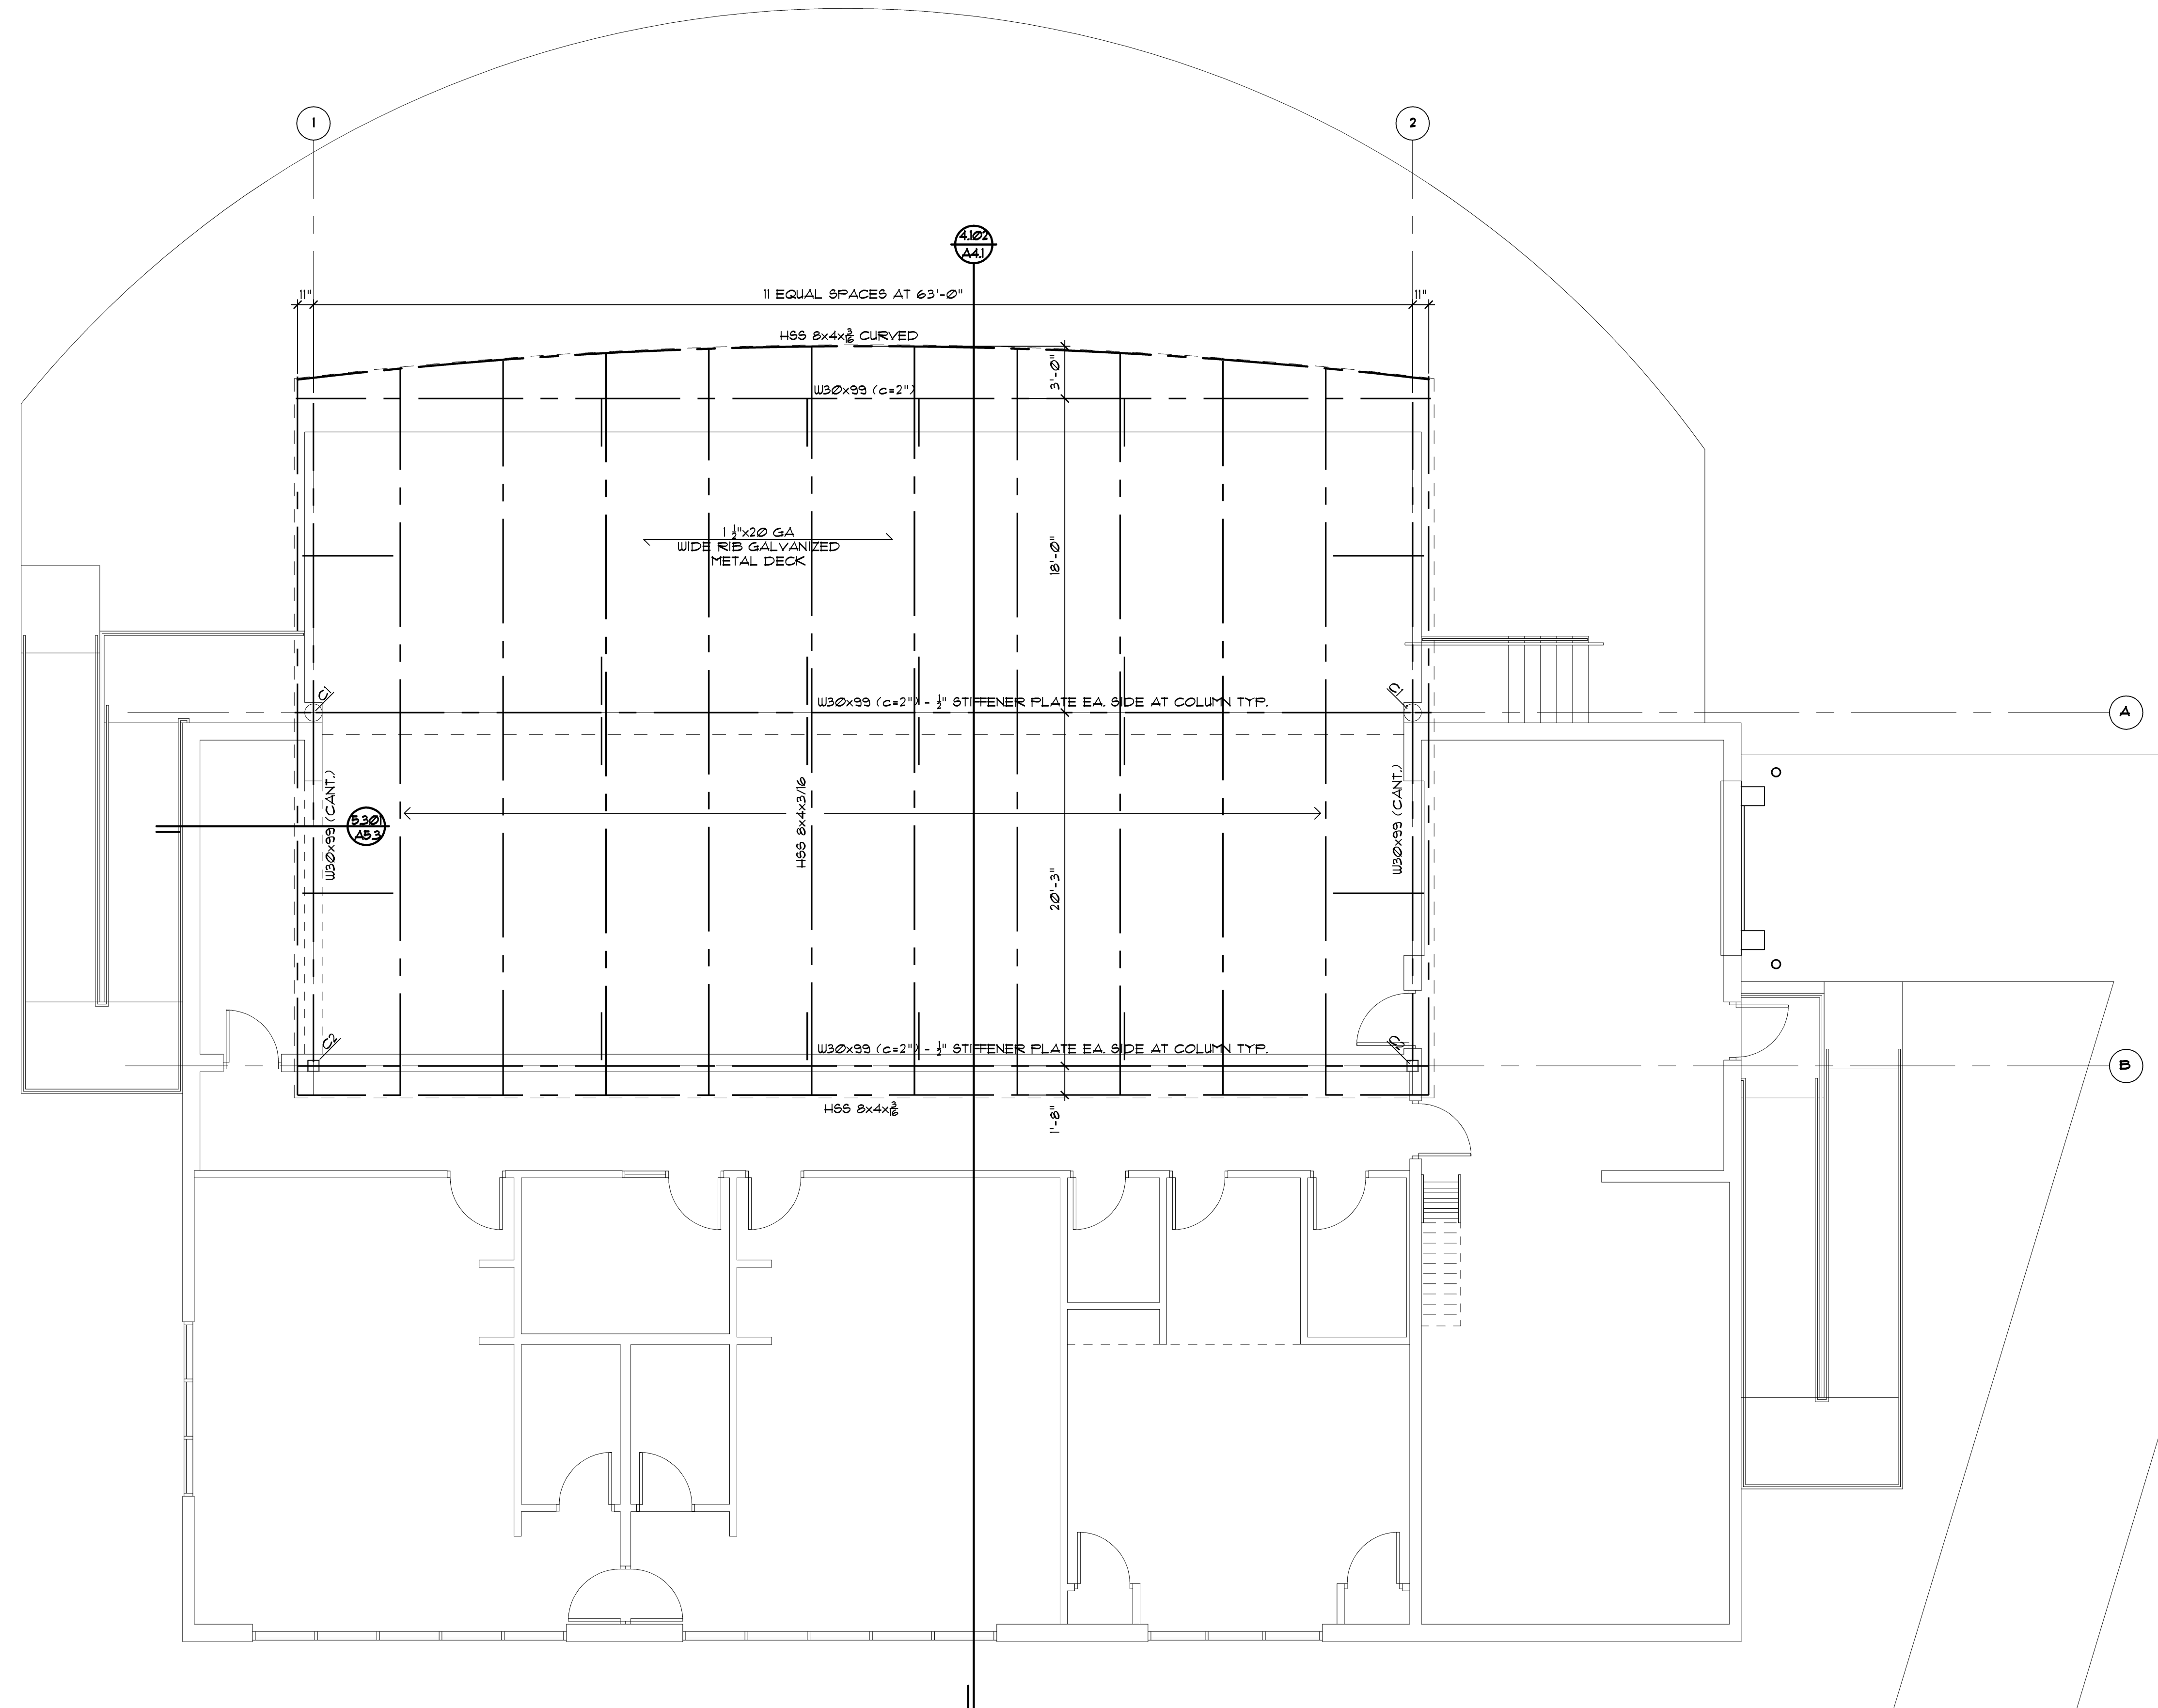 1
2
4.102
A4.1
11"
11 EQUAL SPACES AT 63'-0"
11"
HSS 8x4x3/16 CURVED
3'-0"
W30x99 (c=2")
1 1/2"x20 GA
WIDE RIB GALVANIZED
METAL DECK
18'-0"
C1
W30x99 (c=2") - 1/2" STIFFENER PLATE EA. SIDE AT COLUMN TYP.
C1
A
W30x99 (CANT.)
5.301
A5.3
HSS 8x4x3/16
20'-3"
W30x99 (CANT.)
C2
W30x99 (c=2") - 1/2" STIFFENER PLATE EA. SIDE AT COLUMN TYP.
C2
B
HSS 8x4x3/16
1'-8"